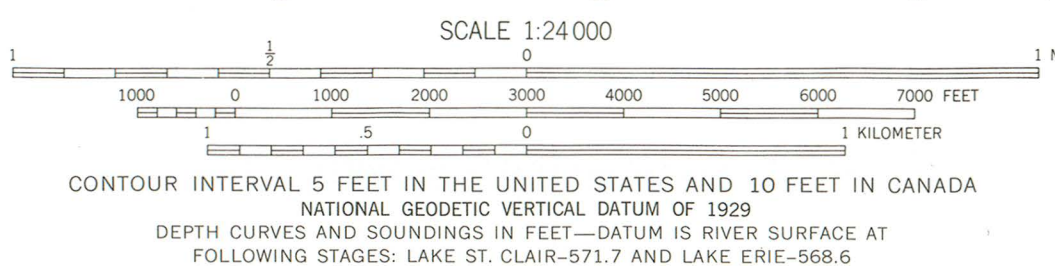 SCALE 1:24 000
1 1/2 0 1
1000 0 1000 2000 3000 4000 5000 6000 7000 FEET
1 .5 0 1 KILOMETER
CONTOUR INTERVAL 5 FEET IN THE UNITED STATES AND 10 FEET IN CANADA
NATIONAL GEODETIC VERTICAL DATUM OF 1929
DEPTH CURVES AND SOUNDINGS IN FEET—DATUM IS RIVER SURFACE AT
FOLLOWING STAGES: LAKE ST. CLAIR–571.7 AND LAKE ERIE–568.6